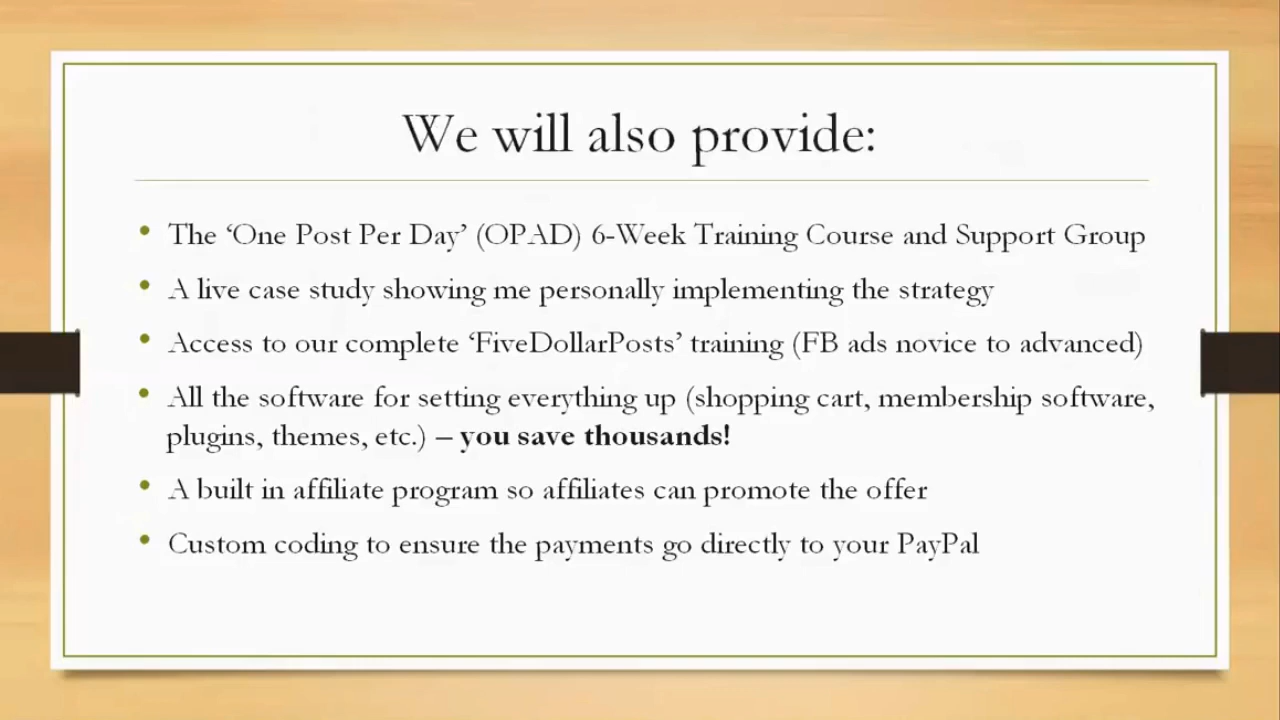 We will also provide:
• The ‘One Post Per Day’ (OPAD) 6-Week Training Course and Support Group
• A live case study showing me personally implementing the strategy
• Access to our complete ‘FiveDollarPosts’ training (FB ads novice to advanced)
• All the software for setting everything up (shopping cart, membership software,
plugins, themes, etc.) – you save thousands!
• A built in affiliate program so affiliates can promote the offer
• Custom coding to ensure the payments go directly to your PayPal